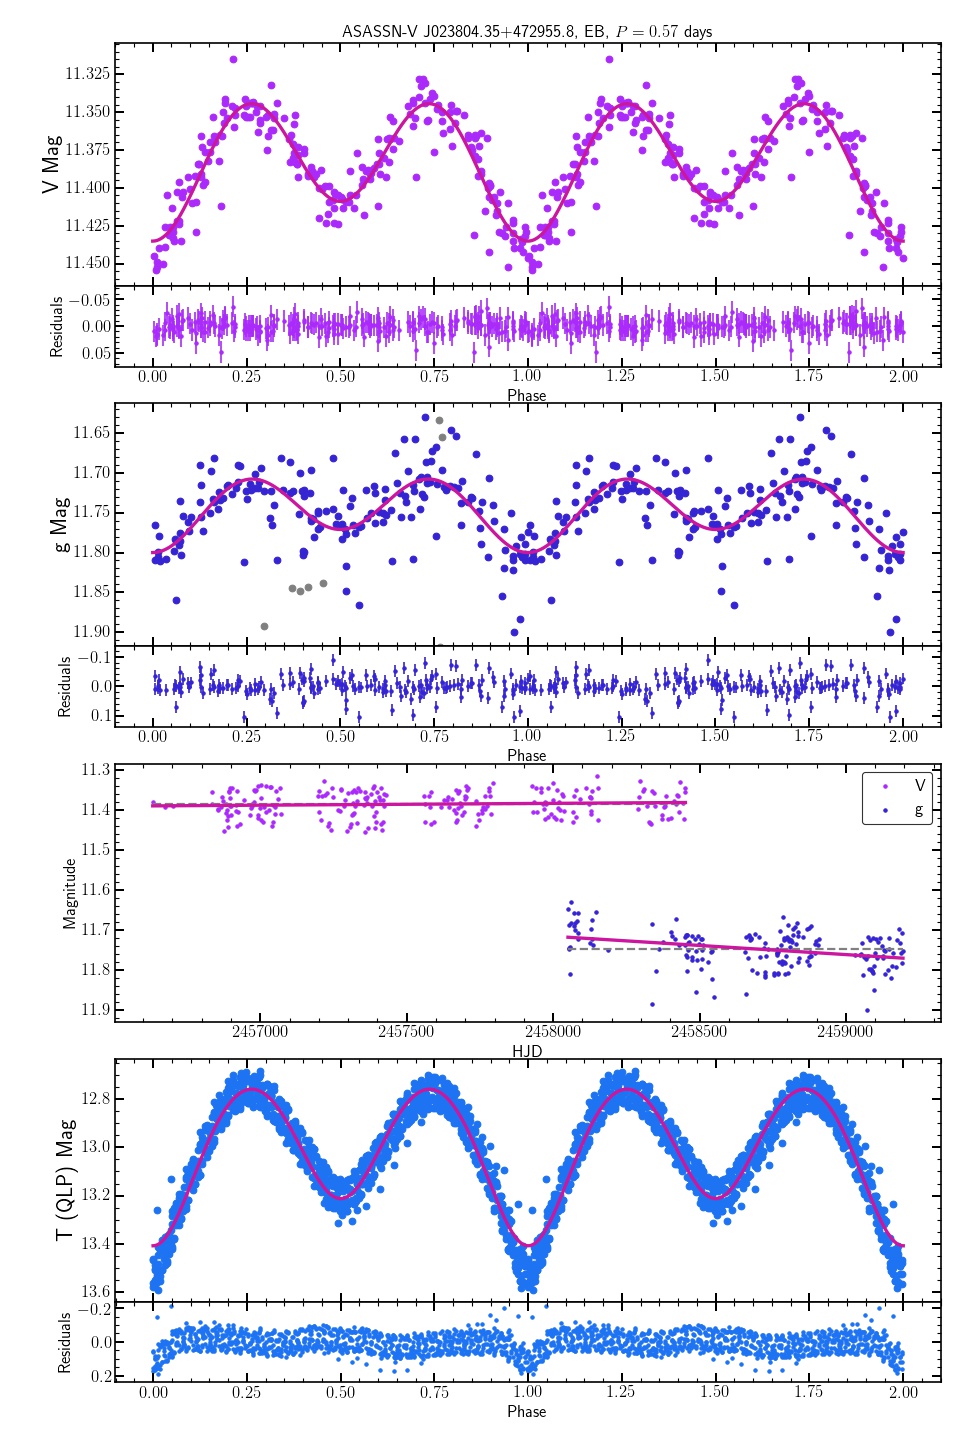 ASASSN-V J023804.35+472955.8, EB, P = 0.57 days
V Mag
11.325
11.350
11.375
11.400
11.425
11.450
Residuals
−0.05
0.00
0.05
0.00 0.25 0.50 0.75 1.00 1.25 1.50 1.75 2.00
Phase
g Mag
11.65
11.70
11.75
11.80
11.85
11.90
Residuals
−0.1
0.0
0.1
0.00 0.25 0.50 0.75 1.00 1.25 1.50 1.75 2.00
Phase
Magnitude
11.3
11.4
11.5
11.6
11.7
11.8
11.9
V
g
2457000 2457500 2458000 2458500 2459000
HJD
T (QLP) Mag
12.8
13.0
13.2
13.4
13.6
Residuals
−0.2
0.0
0.2
0.00 0.25 0.50 0.75 1.00 1.25 1.50 1.75 2.00
Phase